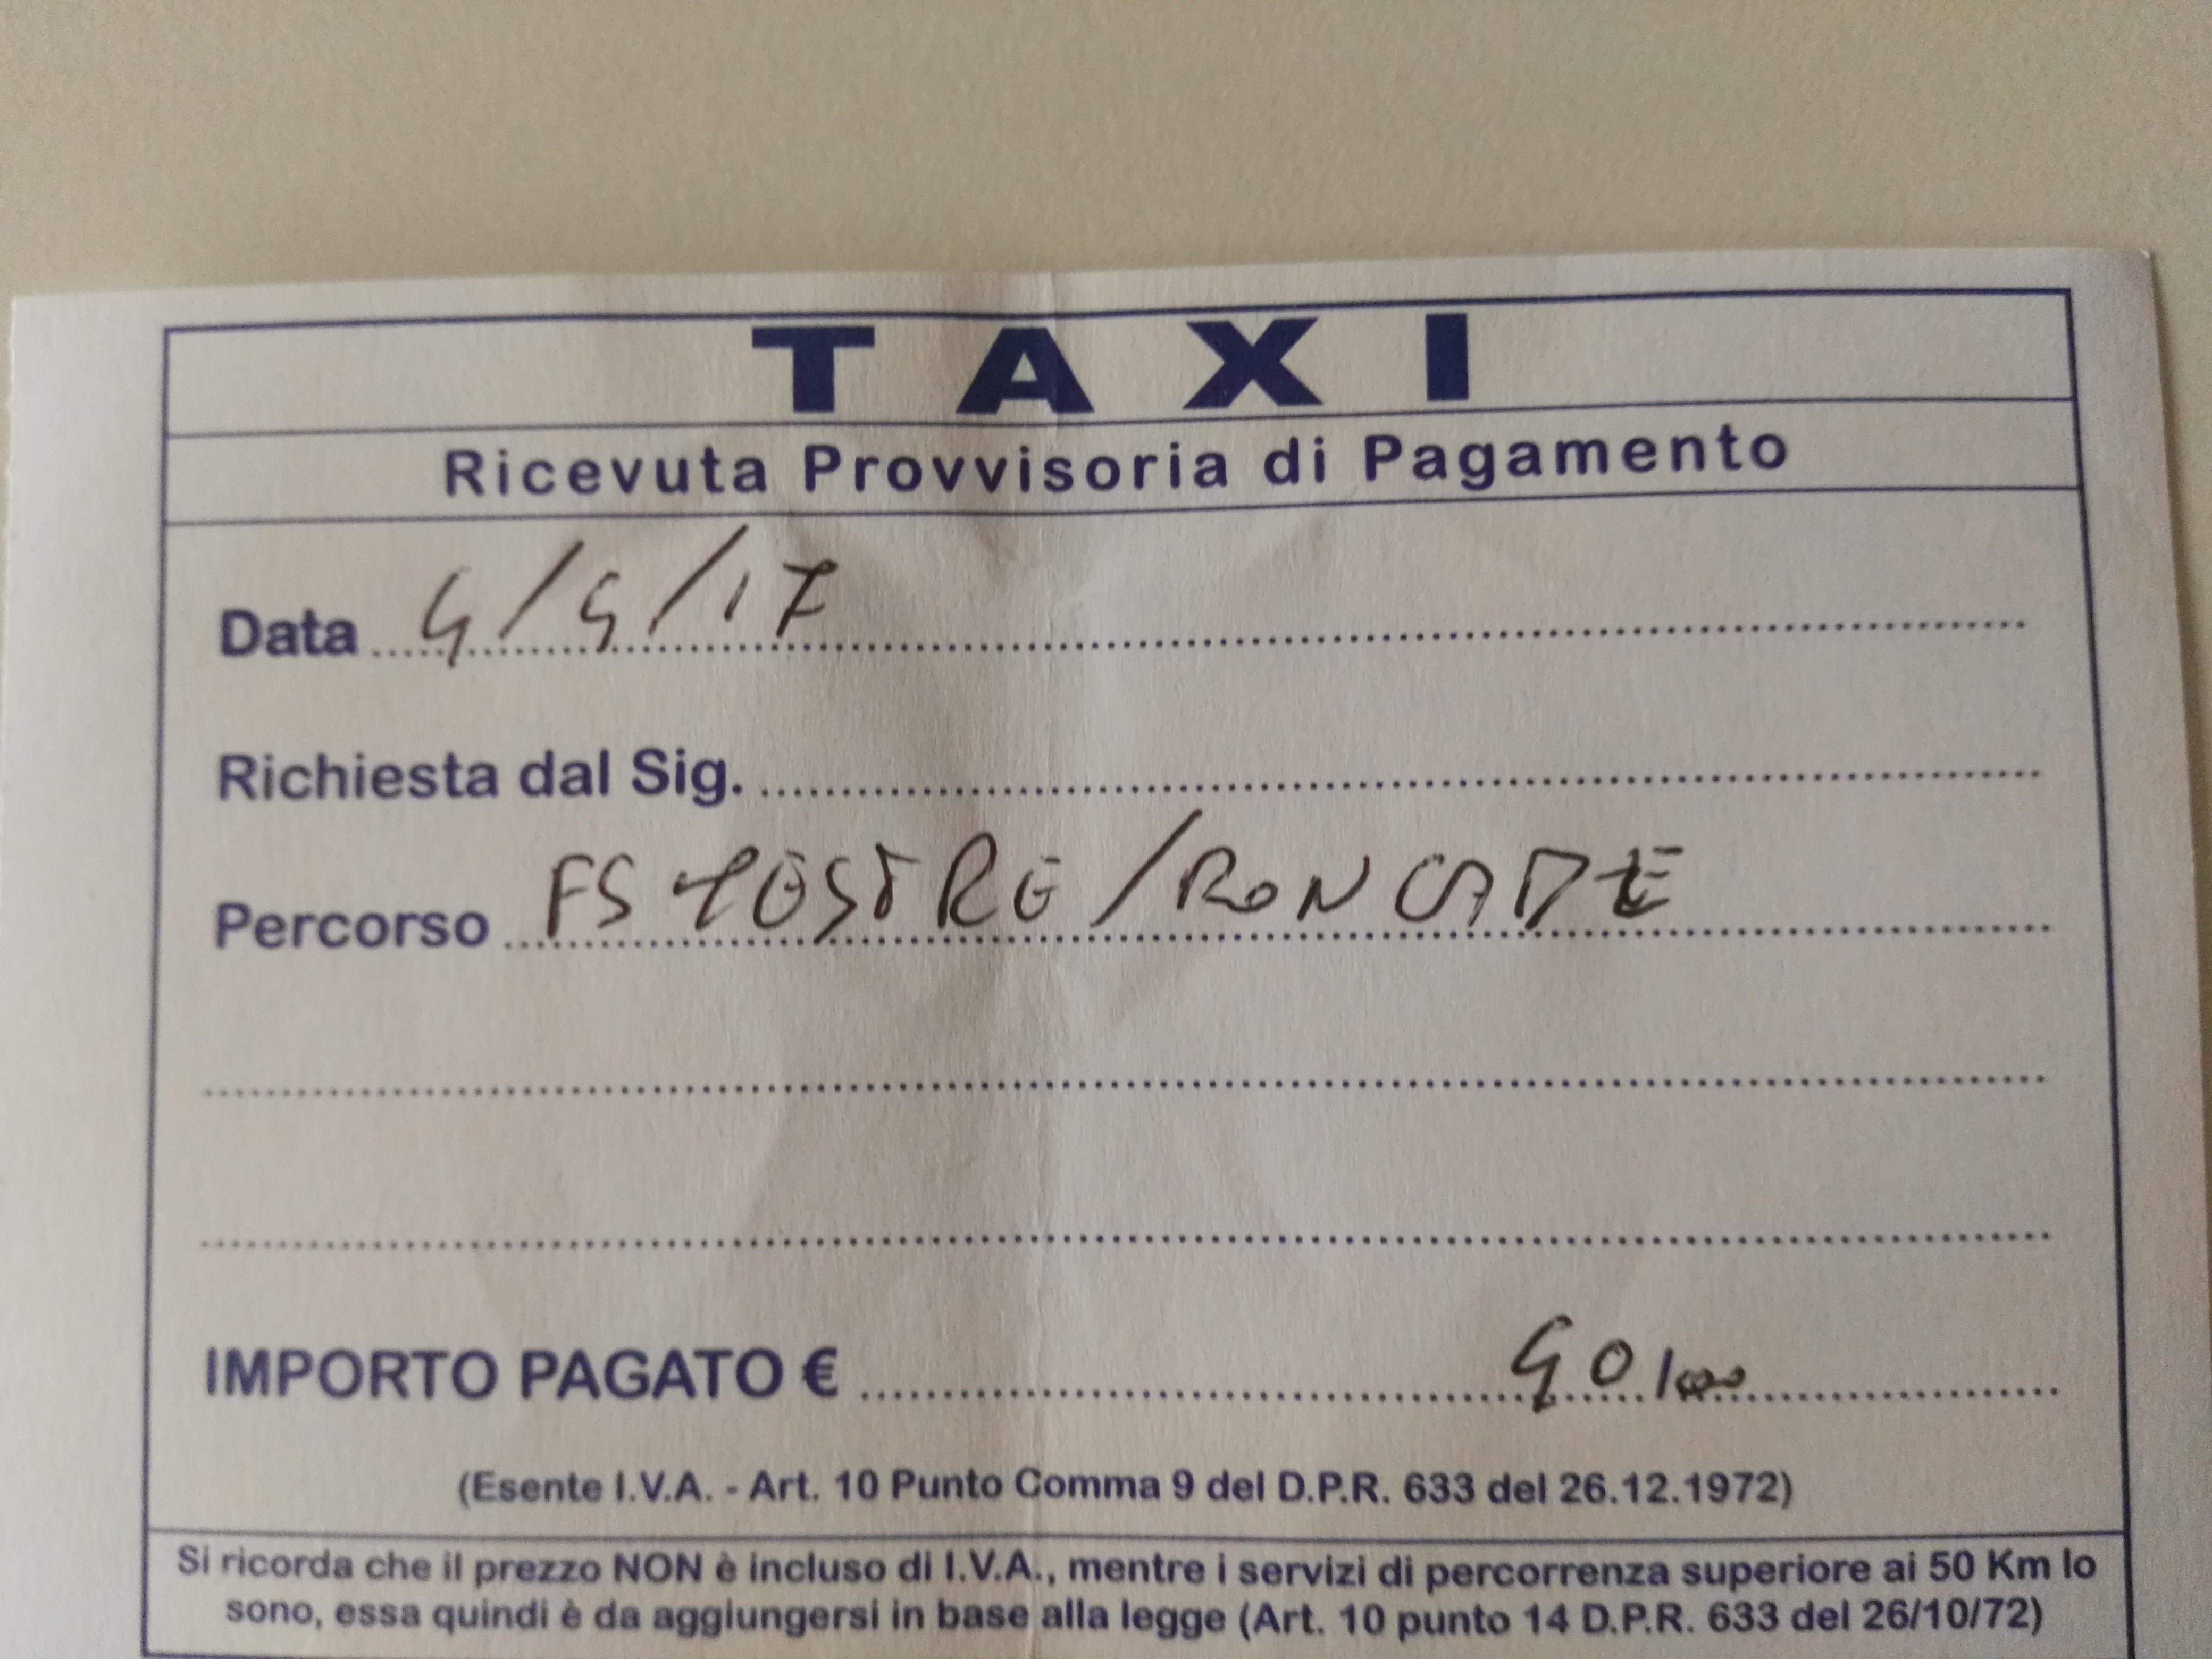 TAXI
Ricevuta Provvisoria di Pagamento
Data 4/4/17
Richiesta dal Sig.
Percorso FS MESTRE/RONCADE
IMPORTO PAGATO € 40,00
(Esente I.V.A. - Art. 10 Punto Comma 9 del D.P.R. 633 del 26.12.1972)
Si ricorda che il prezzo NON è incluso di I.V.A., mentre i servizi di percorrenza superiore ai 50 Km lo
sono, essa quindi è da aggiungersi in base alla legge (Art. 10 punto 14 D.P.R. 633 del 26/10/72)